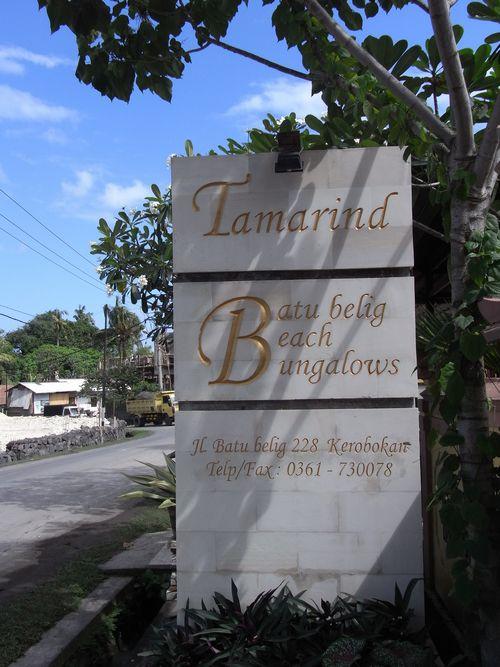 Tamarind
Batu belig
Beach
Bungalows
Jl. Batu belig 228 Kerobokan
Telp/Fax : 0361 - 730078